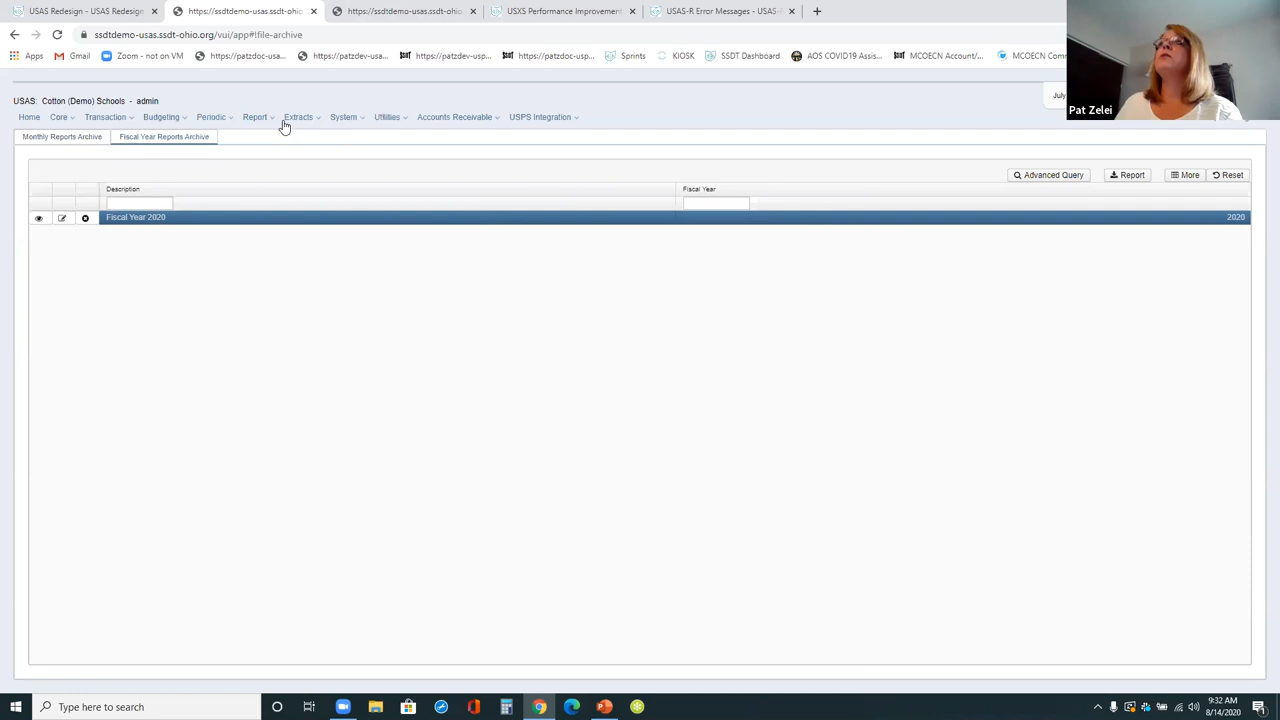 USAS Redesign - USAS Redesign
https://ssdtdemo-usas.ssdt-ohio.
https://ssdtdemo-usas.ssdt-ohio.
USXS Performance Improvement
USAS-R Error Messages - USAS-
ssdtdemo-usas.ssdt-ohio.org/vui/app#!file-archive
Apps
Gmail
Zoom - not on VM
https://patzdoc-usa...
https://patzdev-usa...
https://patzdev-usp...
https://patzdoc-usp...
Sprints
KIOSK
SSDT Dashboard
AOS COVID19 Assis...
MCOECN Account/...
MCOECN Com
Pat Zelei
USAS: Cotton (Demo) Schools - admin
July
Home Core Transaction Budgeting Periodic Report Extracts System Utilities Accounts Receivable USPS Integration
Monthly Reports Archive Fiscal Year Reports Archive
Advanced Query Report More Reset
Description Fiscal Year
Fiscal Year 2020 2020
Type here to search
9:32 AM
8/14/2020
1